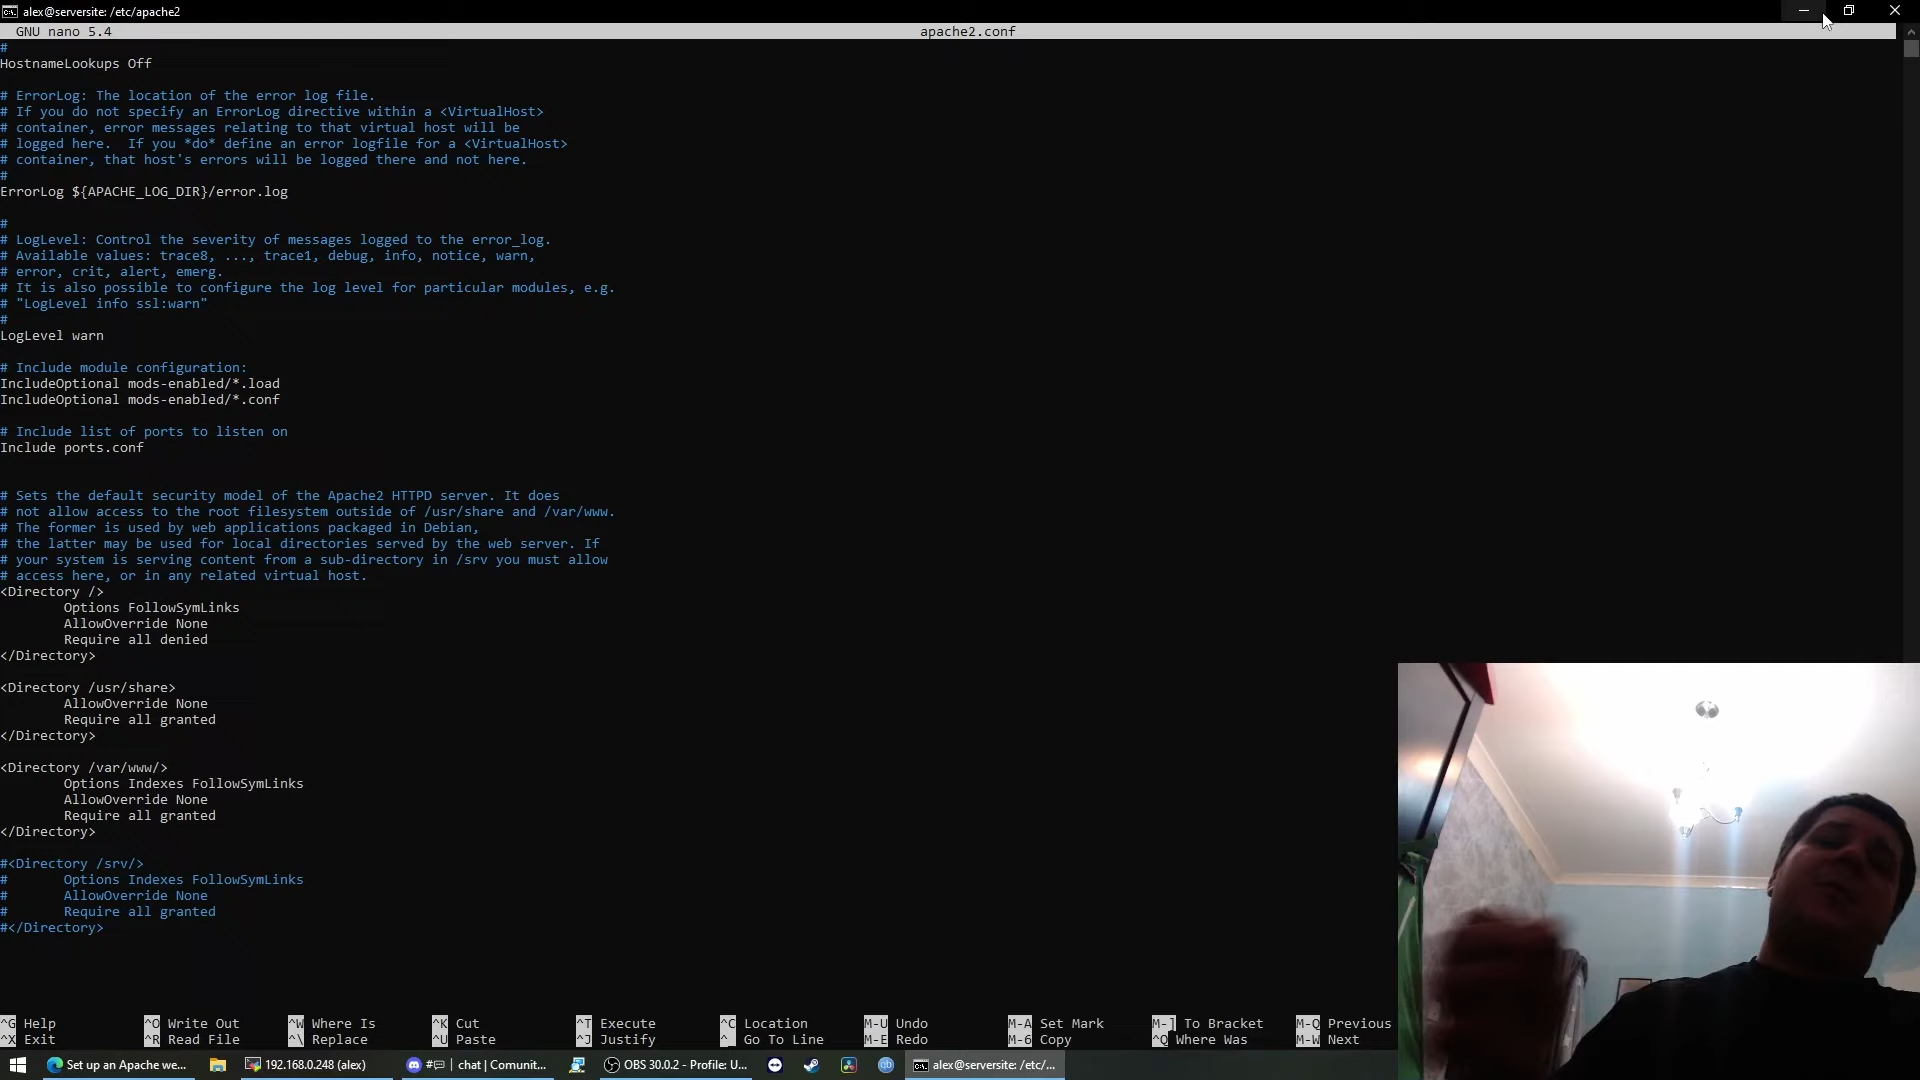 alex@serversite: /etc/apache2
GNU nano 5.4
apache2.conf
#
HostnameLookups Off
# ErrorLog: The location of the error log file.
# If you do not specify an ErrorLog directive within a <VirtualHost>
# container, error messages relating to that virtual host will be
# logged here.  If you *do* define an error logfile for a <VirtualHost>
# container, that host's errors will be logged there and not here.
#
ErrorLog ${APACHE_LOG_DIR}/error.log
#
# LogLevel: Control the severity of messages logged to the error_log.
# Available values: trace8, ..., trace1, debug, info, notice, warn,
# error, crit, alert, emerg.
# It is also possible to configure the log level for particular modules, e.g.
# "LogLevel info ssl:warn"
#
LogLevel warn
# Include module configuration:
IncludeOptional mods-enabled/*.load
IncludeOptional mods-enabled/*.conf
# Include list of ports to listen on
Include ports.conf
# Sets the default security model of the Apache2 HTTPD server. It does
# not allow access to the root filesystem outside of /usr/share and /var/www.
# The former is used by web applications packaged in Debian,
# the latter may be used for local directories served by the web server. If
# your system is serving content from a sub-directory in /srv you must allow
# access here, or in any related virtual host.
<Directory />
        Options FollowSymLinks
        AllowOverride None
        Require all denied
</Directory>
<Directory /usr/share>
        AllowOverride None
        Require all granted
</Directory>
<Directory /var/www/>
        Options Indexes FollowSymLinks
        AllowOverride None
        Require all granted
</Directory>
#<Directory /srv/>
#       Options Indexes FollowSymLinks
#       AllowOverride None
#       Require all granted
#</Directory>
^G Help ^O Write Out ^W Where Is ^K Cut ^T Execute ^C Location M-U Undo M-A Set Mark M-] To Bracket M-Q Previous
^X Exit ^R Read File ^\ Replace ^U Paste ^J Justify ^_ Go To Line M-E Redo M-6 Copy ^Q Where Was M-W Next
Set up an Apache we... 192.168.0.248 (alex) # | chat | Comunit... OBS 30.0.2 - Profile: U... qb alex@serversite: /etc/...